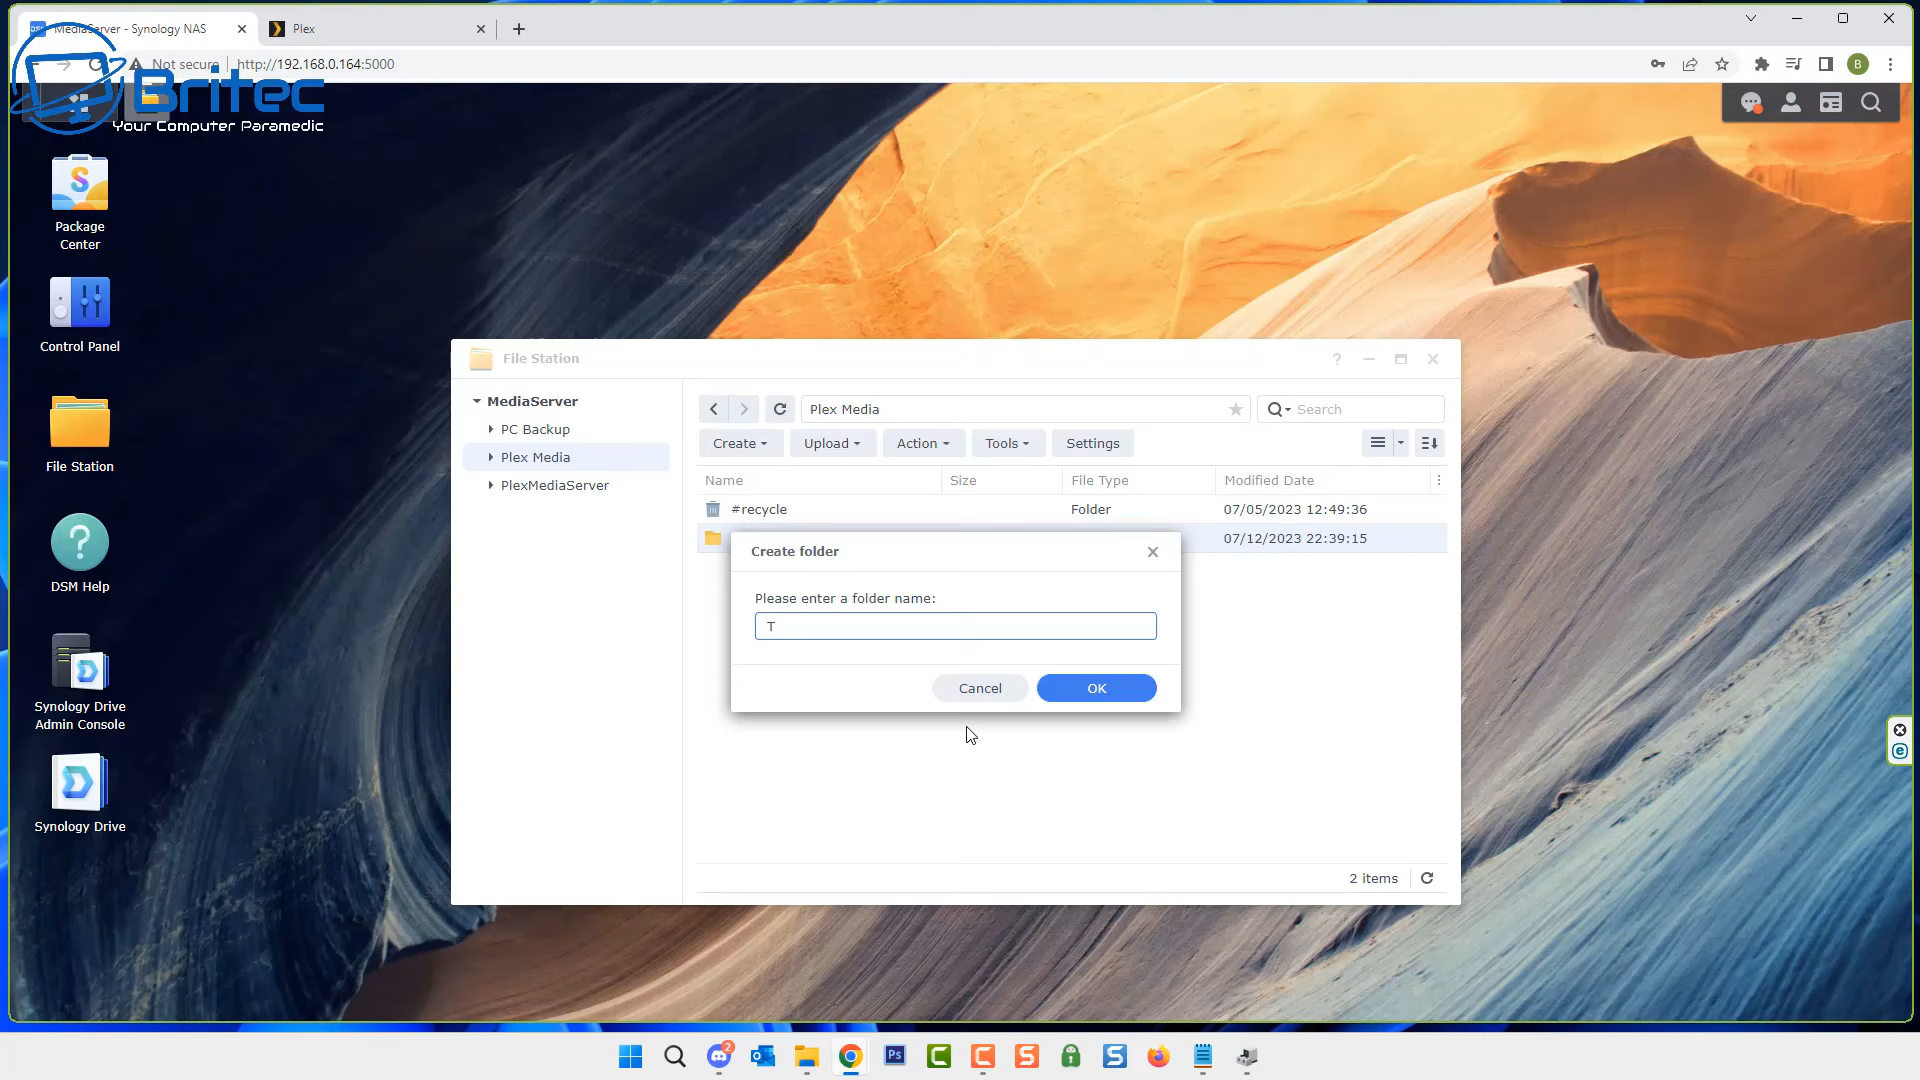 MediaServer - Synology NAS
Plex
Not secure
http://192.168.0.164:5000
B
Britec
Your Computer Paramedic
Package
Center
Control Panel
File Station
DSM Help
Synology Drive
Admin Console
Synology Drive
File Station
MediaServer
PC Backup
Plex Media
PlexMediaServer
Plex Media
Search
Create
Upload
Action
Tools
Settings
Name
Size
File Type
Modified Date
#recycle
Folder
07/05/2023 12:49:36
07/12/2023 22:39:15
Create folder
Please enter a folder name:
T
Cancel
OK
2 items
2
Ps